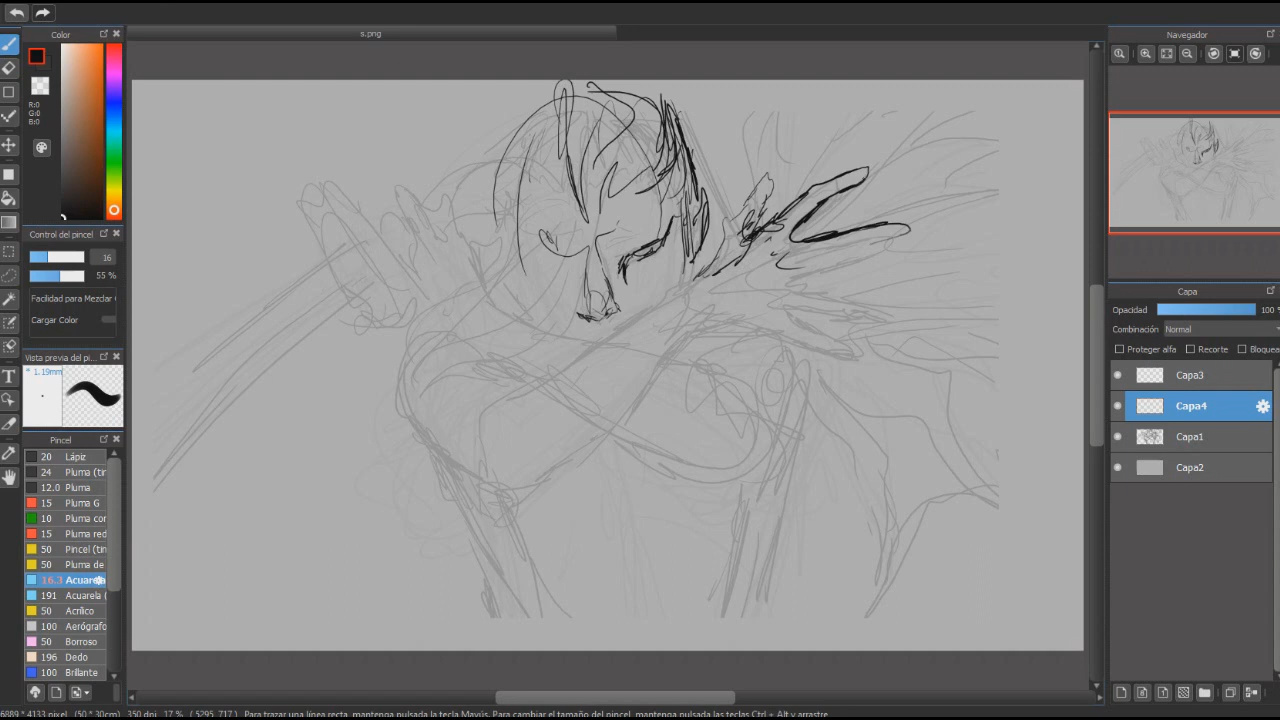 s.png
Color
R:0
G:0
B:0
Control del pincel
16
55 %
Facilidad para Mezclar (
Cargar Color
Vista previa del pi...
* 1.19mm
Pincel
20 Lápiz
24 Pluma (tin
12.0 Pluma
15 Pluma G
10 Pluma con
15 Pluma red
50 Pincel (tin
50 Pluma de
16.3 Acuarela
191 Acuarela (
50 Acrílico
100 Aerógrafo
50 Borroso
196 Dedo
100 Brillante
Navegador
Capa
Opacidad 100 %
Combinación Normal
Proteger alfa Recorte Bloquea
Capa3
Capa4
Capa1
Capa2
6889 * 4133 pixel (50 * 30cm) 350 dpi 17 % ( 5295, 717 ) Para trazar una línea recta, mantenga pulsada la tecla Mayús. Para cambiar el tamaño del pincel, mantenga pulsadas las teclas Ctrl + Alt y arrastre